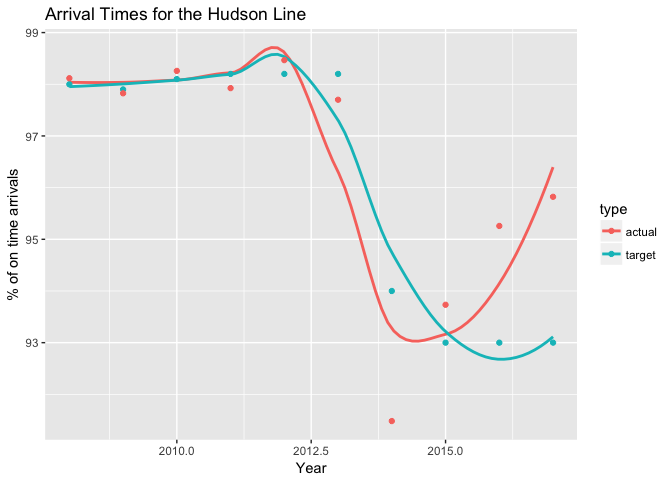 Arrival Times for the Hudson Line
99
97
95
93
% of on time arrivals
2010.0
2012.5
2015.0
Year
type
actual
target